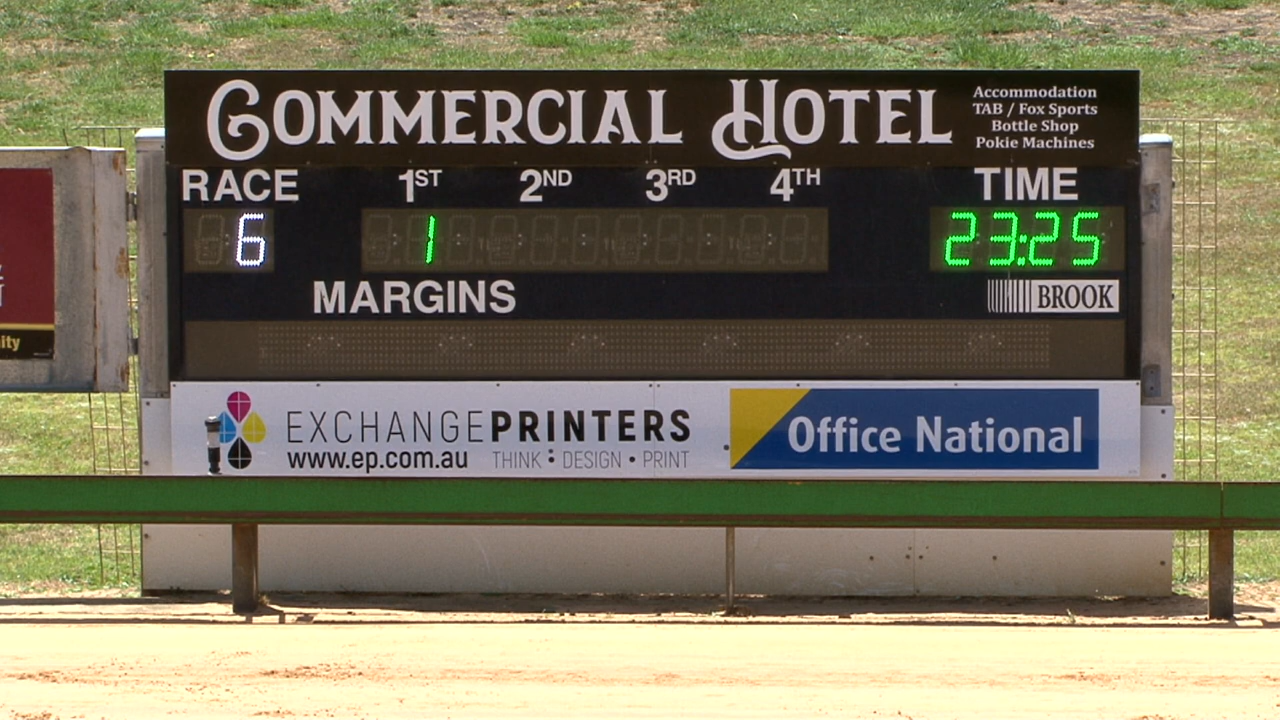 COMMERCIAL HOTEL
Accommodation
TAB / Fox Sports
Bottle Shop
Pokie Machines
RACE 1ST 2ND 3RD 4TH TIME
6 1 23:25
MARGINS
BROOK
EXCHANGEPRINTERS
www.ep.com.au THINK : DESIGN • PRINT
Office National
ity